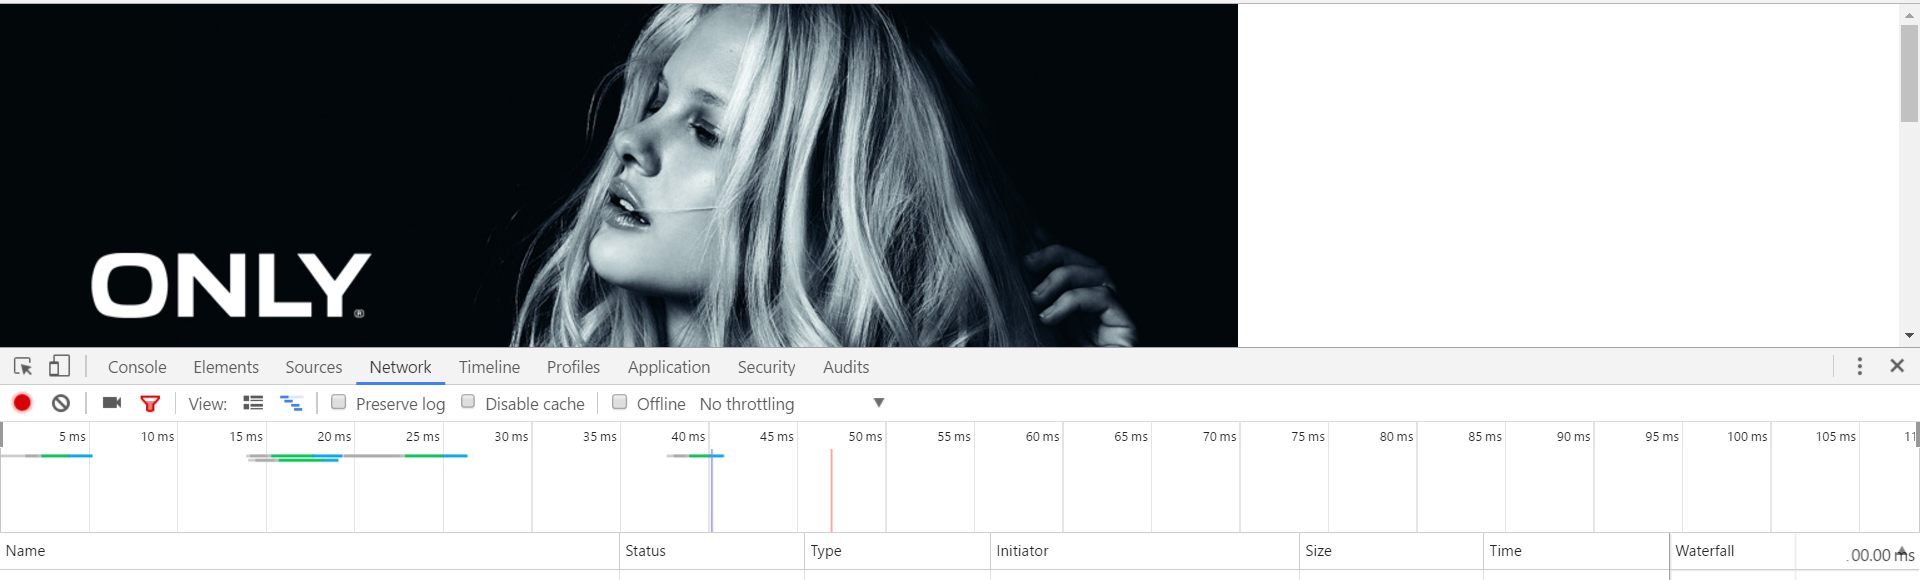 ONLY®
Console Elements Sources Network Timeline Profiles Application Security Audits
View: Preserve log Disable cache Offline No throttling
5 ms 10 ms 15 ms 20 ms 25 ms 30 ms 35 ms 40 ms 45 ms 50 ms 55 ms 60 ms 65 ms 70 ms 75 ms 80 ms 85 ms 90 ms 95 ms 100 ms 105 ms 11
Name Status Type Initiator Size Time Waterfall .00.00 ms